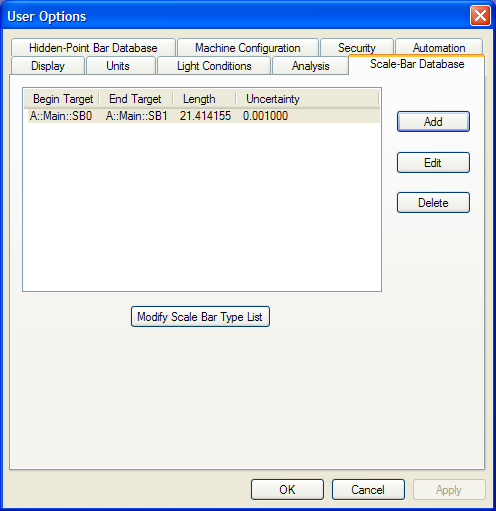 User Options
Hidden-Point Bar Database Machine Configuration Security Automation
Display Units Light Conditions Analysis Scale-Bar Database
Begin Target End Target Length Uncertainty
A::Main::SB0 A::Main::SB1 21.414155 0.001000
Add
Edit
Delete
Modify Scale Bar Type List
OK Cancel Apply